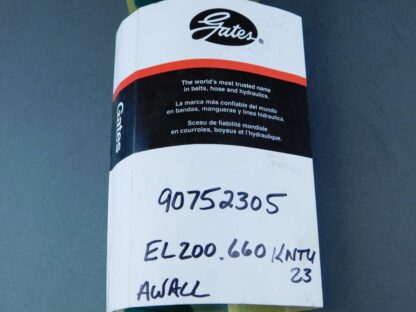 Gates®
The world's most trusted name
in belts, hose and hydraulics.
La marca más confiable del mundo
en bandas, mangueras y línea hidraulica.
Sceau de fiabilité mondiale
en courroies, boyaux et l'hydraulique.
Gates
90752305
EL200.660 KNTU
23
AWALL